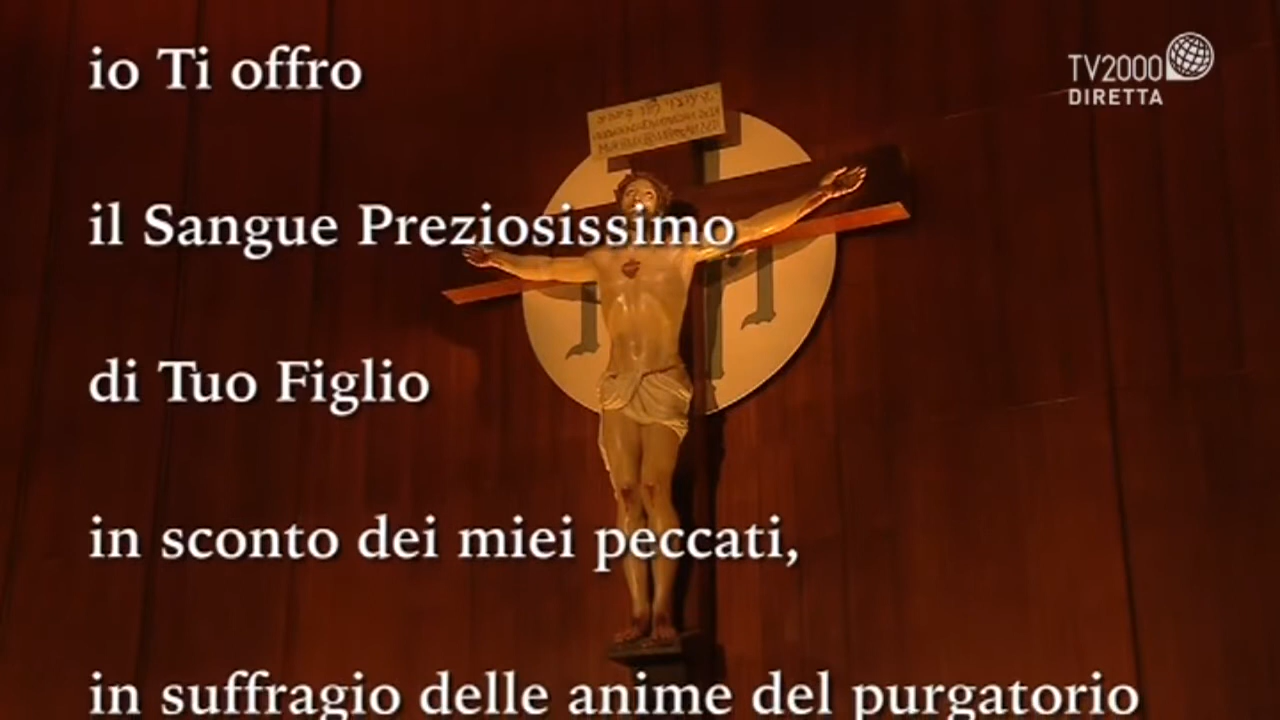 io Ti offro
TV2000
DIRETTA
il Sangue Preziosissimo
di Tuo Figlio
in sconto dei miei peccati,
in suffragio delle anime del purgatorio